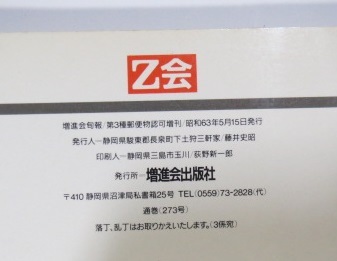 Z会
増進会旬報/第3種郵便物認可増刊/昭和63年5月15日発行
発行人―静岡県駿東郡長泉町下土狩三軒家/藤井史昭
印刷人―静岡県三島市玉川/荻野新一郎
発行所―増進会出版社
〒410 静岡県沼津局私書箱25号 TEL(0559)73-2828(代)
通巻(273号)
落丁、乱丁はお取りかえいたします。(3係宛)